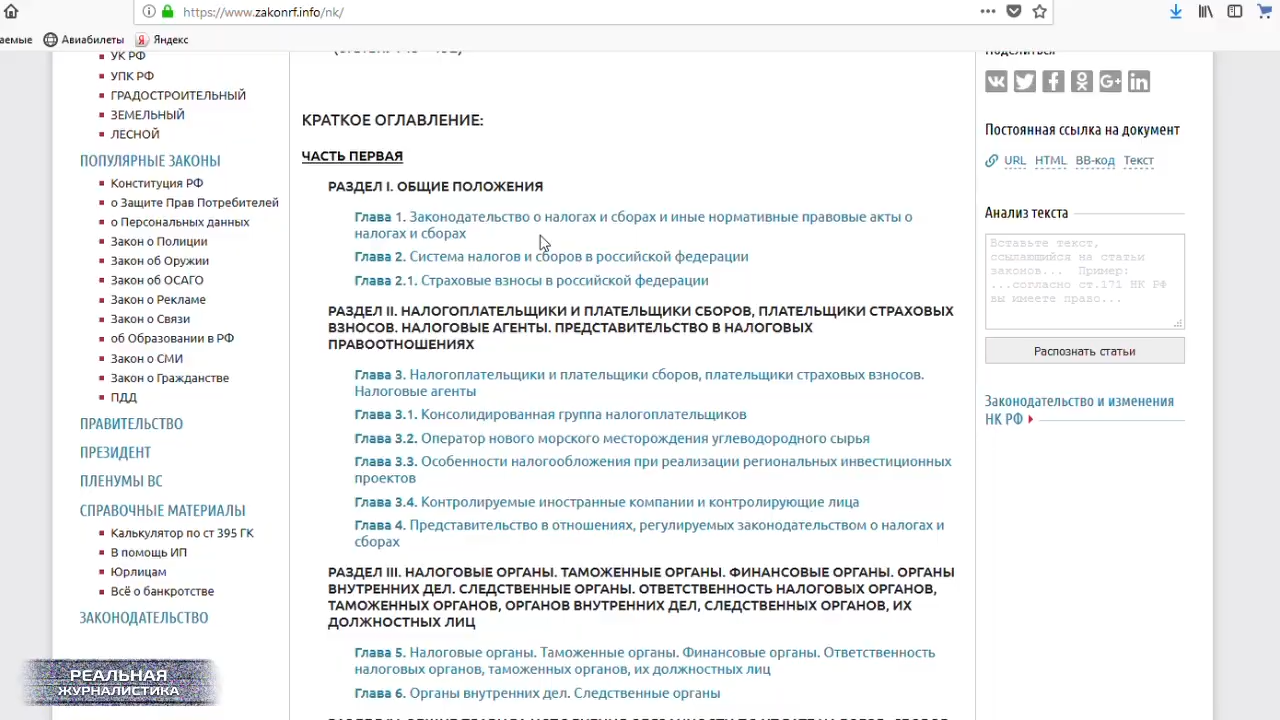 https://www.zakonrf.info/nk/
аемые
Авиабилеты
Яндекс
УК РФ
УПК РФ
ГРАДОСТРОИТЕЛЬНЫЙ
ЗЕМЕЛЬНЫЙ
ЛЕСНОЙ
ПОПУЛЯРНЫЕ ЗАКОНЫ
Конституция РФ
о Защите Прав Потребителей
о Персональных данных
Закон о Полиции
Закон об Оружии
Закон об ОСАГО
Закон о Рекламе
Закон о Связи
об Образовании в РФ
Закон о СМИ
Закон о Гражданстве
ПДД
ПРАВИТЕЛЬСТВО
ПРЕЗИДЕНТ
ПЛЕНУМЫ ВС
СПРАВОЧНЫЕ МАТЕРИАЛЫ
Калькулятор по ст 395 ГК
В помощь ИП
Юрлицам
Всё о банкротстве
ЗАКОНОДАТЕЛЬСТВО
РЕАЛЬНАЯ
ЖУРНАЛИСТИКА
КРАТКОЕ ОГЛАВЛЕНИЕ:
ЧАСТЬ ПЕРВАЯ
РАЗДЕЛ I. ОБЩИЕ ПОЛОЖЕНИЯ
Глава 1. Законодательство о налогах и сборах и иные нормативные правовые акты о
налогах и сборах
Глава 2. Система налогов и сборов в российской федерации
Глава 2.1. Страховые взносы в российской федерации
РАЗДЕЛ II. НАЛОГОПЛАТЕЛЬЩИКИ И ПЛАТЕЛЬЩИКИ СБОРОВ, ПЛАТЕЛЬЩИКИ СТРАХОВЫХ
ВЗНОСОВ. НАЛОГОВЫЕ АГЕНТЫ. ПРЕДСТАВИТЕЛЬСТВО В НАЛОГОВЫХ
ПРАВООТНОШЕНИЯХ
Глава 3. Налогоплательщики и плательщики сборов, плательщики страховых взносов.
Налоговые агенты
Глава 3.1. Консолидированная группа налогоплательщиков
Глава 3.2. Оператор нового морского месторождения углеводородного сырья
Глава 3.3. Особенности налогообложения при реализации региональных инвестиционных
проектов
Глава 3.4. Контролируемые иностранные компании и контролирующие лица
Глава 4. Представительство в отношениях, регулируемых законодательством о налогах и
сборах
РАЗДЕЛ III. НАЛОГОВЫЕ ОРГАНЫ. ТАМОЖЕННЫЕ ОРГАНЫ. ФИНАНСОВЫЕ ОРГАНЫ. ОРГАНЫ
ВНУТРЕННИХ ДЕЛ. СЛЕДСТВЕННЫЕ ОРГАНЫ. ОТВЕТСТВЕННОСТЬ НАЛОГОВЫХ ОРГАНОВ,
ТАМОЖЕННЫХ ОРГАНОВ, ОРГАНОВ ВНУТРЕННИХ ДЕЛ, СЛЕДСТВЕННЫХ ОРГАНОВ, ИХ
ДОЛЖНОСТНЫХ ЛИЦ
Глава 5. Налоговые органы. Таможенные органы. Финансовые органы. Ответственность
налоговых органов, таможенных органов, их должностных лиц
Глава 6. Органы внутренних дел. Следственные органы
Поделиться
Постоянная ссылка на документ
URL HTML BB-код Текст
Анализ текста
Вставьте текст,
ссылающийся на статьи
законов... Пример:
...согласно ст.171 НК РФ
вы имеете право...
Распознать статьи
Законодательство и изменения
НК РФ